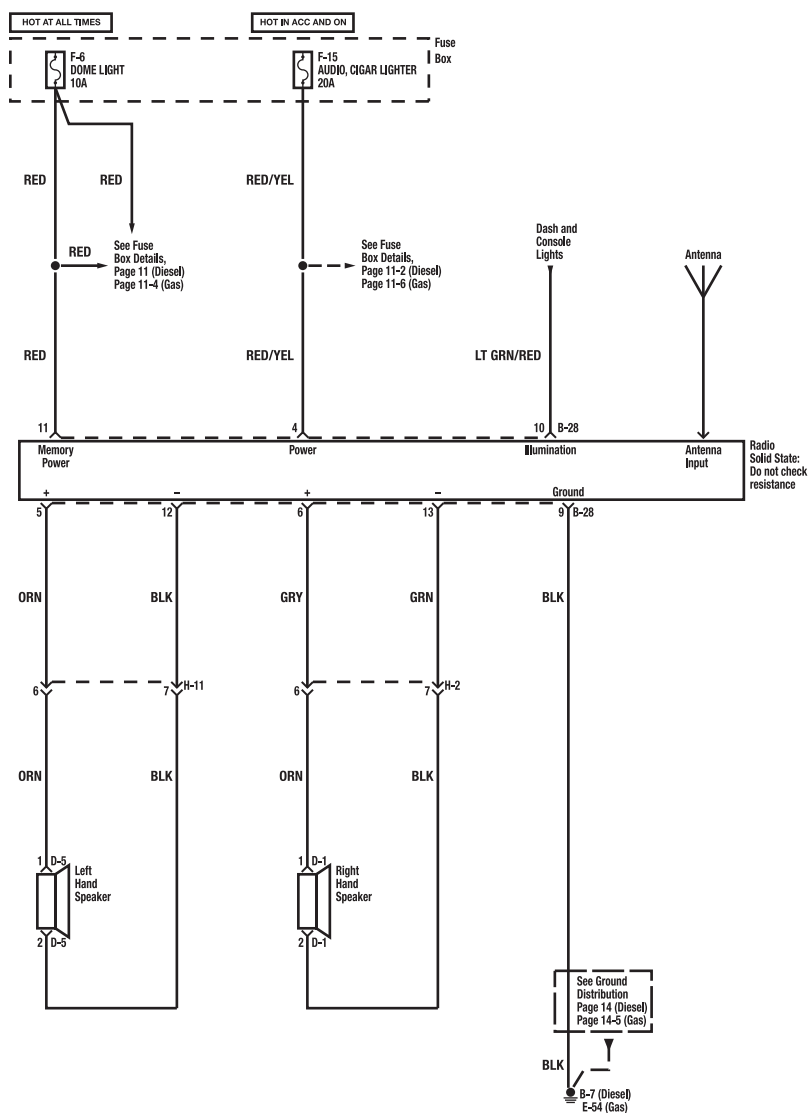 HOT AT ALL TIMES
HOT IN ACC AND ON
Fuse
Box
F-6
DOME LIGHT
10A
F-15
AUDIO, CIGAR LIGHTER
20A
RED
RED
RED/YEL
RED
See Fuse
Box Details,
Page 11 (Diesel)
Page 11-4 (Gas)
See Fuse
Box Details,
Page 11-2 (Diesel)
Page 11-6 (Gas)
Dash and
Console
Lights
Antenna
RED
RED/YEL
LT GRN/RED
11
4
10
B-28
Memory
Power
Power
Illumination
Antenna
Input
Radio
Solid State:
Do not check
resistance
+
–
+
–
Ground
5
12
6
13
9
B-28
ORN
BLK
GRY
GRN
BLK
6
7
H-11
6
7
H-2
ORN
BLK
ORN
BLK
1
D-5
Left
Hand
Speaker
2
D-5
1
D-1
Right
Hand
Speaker
2
D-1
See Ground
Distribution
Page 14 (Diesel)
Page 14-5 (Gas)
BLK
B-7 (Diesel)
E-54 (Gas)